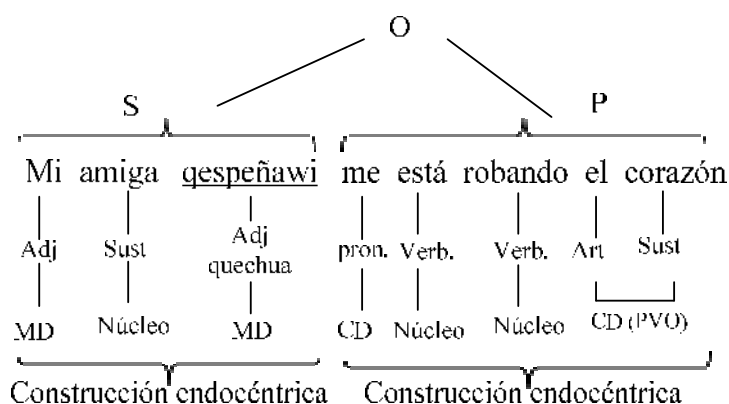 O
S P
Mi amiga qespeñawi me está robando el corazón
Adj Sust Adj quechua pron. Verb. Verb. Art Sust
MD Núcleo MD CD Núcleo Núcleo CD (PVO)
Construcción endocéntrica Construcción endocéntrica